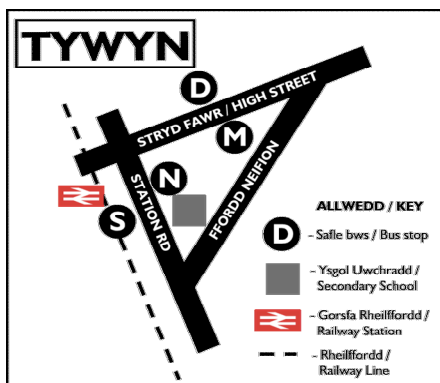 TYWYN
D
STRYD FAWR / HIGH STREET
M
N
S
STATION RD
FFORDD NEIFION
ALLWEDD / KEY
D - Safle bws / Bus stop
- Ysgol Uwchradd /
Secondary School
- Gorsfa Rheilffordd /
Railway Station
- Rheilffordd /
Railway Line